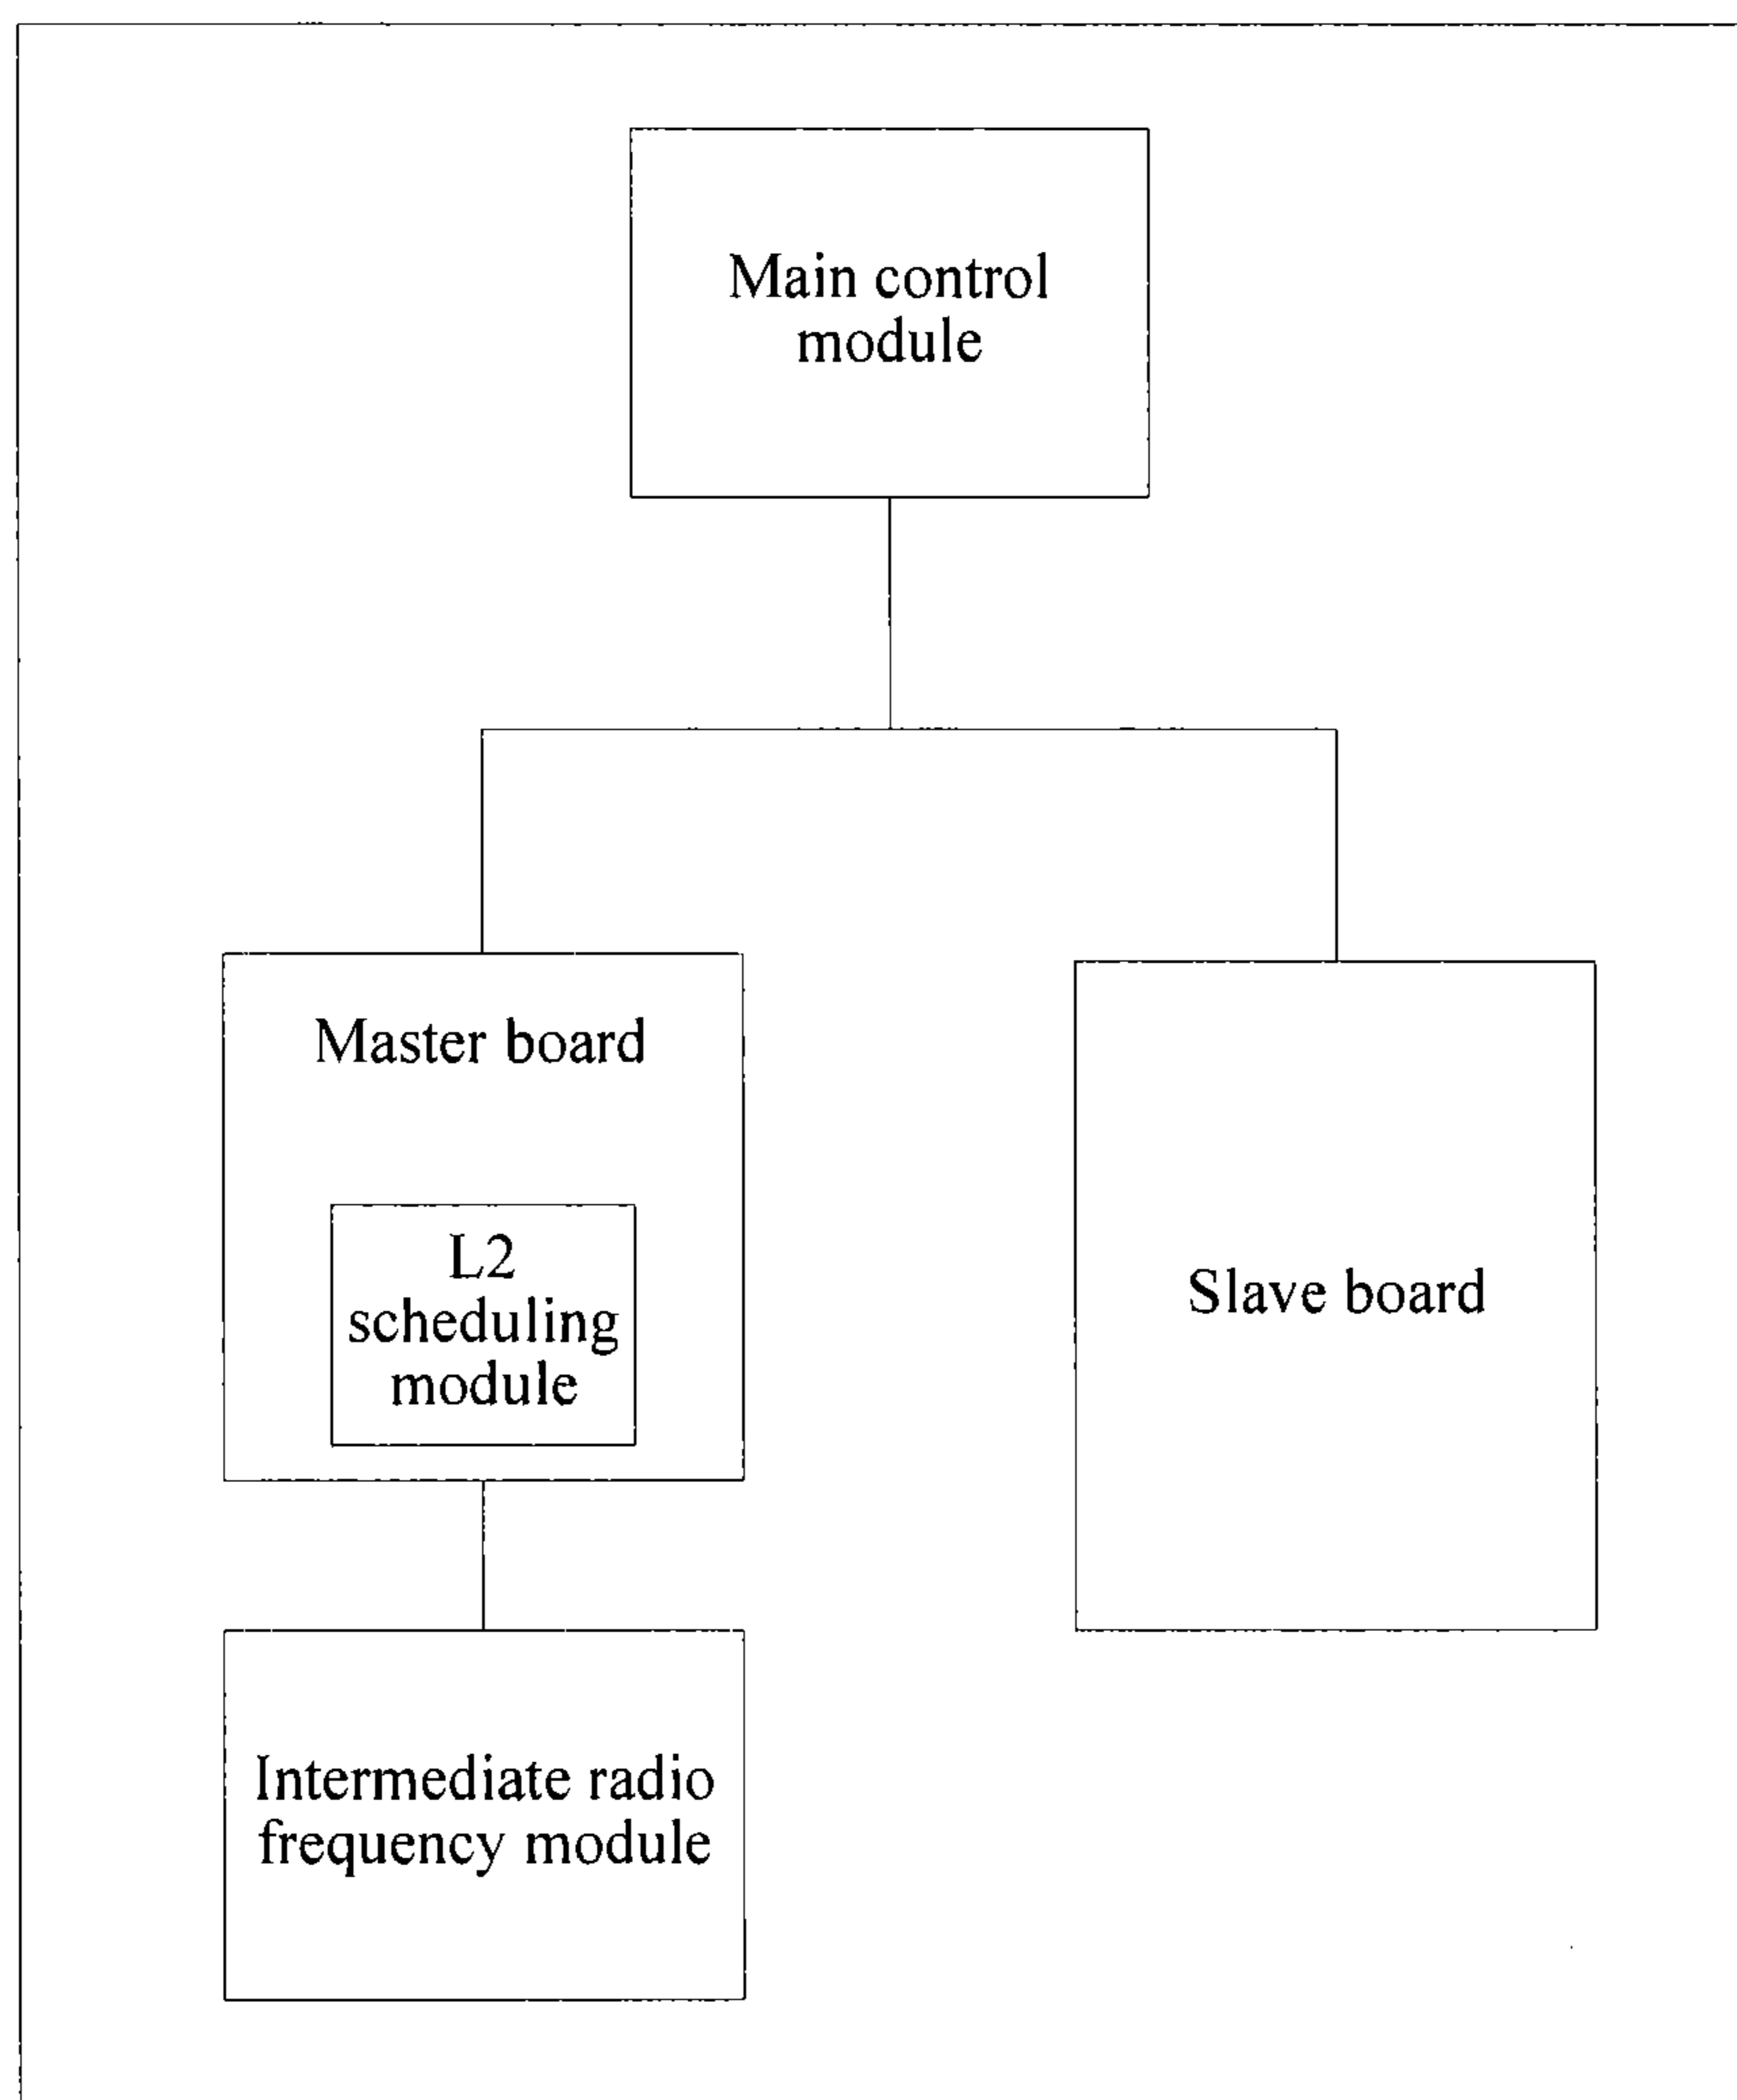 Main control
module
Master board
L2
scheduling
module
Slave board
Intermediate radio
frequency module